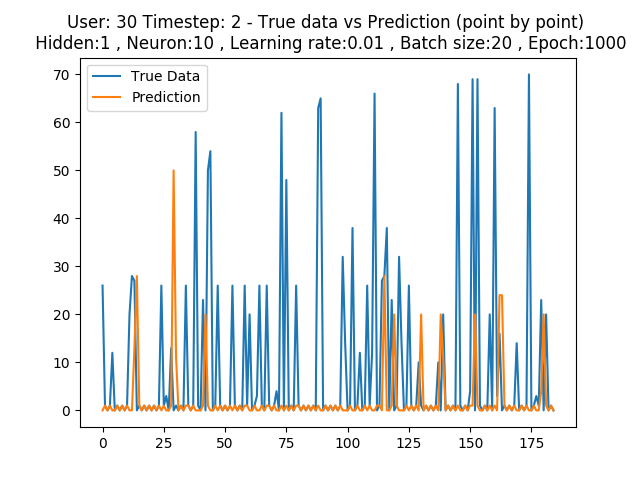 User: 30 Timestep: 2 - True data vs Prediction (point by point)
Hidden:1 , Neuron:10 , Learning rate:0.01 , Batch size:20 , Epoch:1000
True Data
Prediction
70
60
50
40
30
20
10
0
0 25 50 75 100 125 150 175